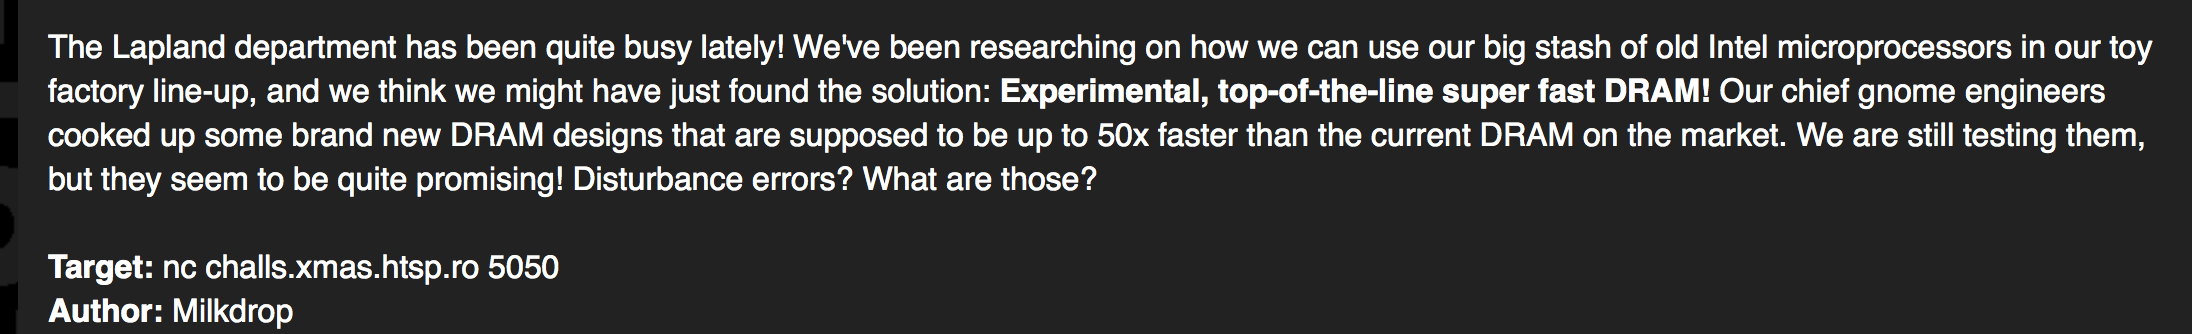 The Lapland department has been quite busy lately! We've been researching on how we can use our big stash of old Intel microprocessors in our toy
factory line-up, and we think we might have just found the solution: Experimental, top-of-the-line super fast DRAM! Our chief gnome engineers
cooked up some brand new DRAM designs that are supposed to be up to 50x faster than the current DRAM on the market. We are still testing them,
but they seem to be quite promising! Disturbance errors? What are those?
Target: nc challs.xmas.htsp.ro 5050
Author: Milkdrop